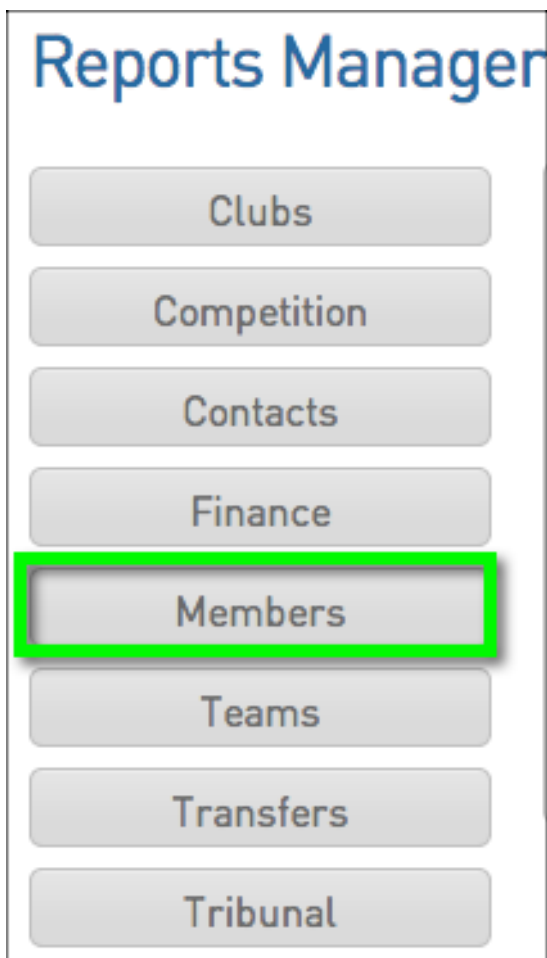 Reports Manager
Clubs
Competition
Contacts
Finance
Members
Teams
Transfers
Tribunal